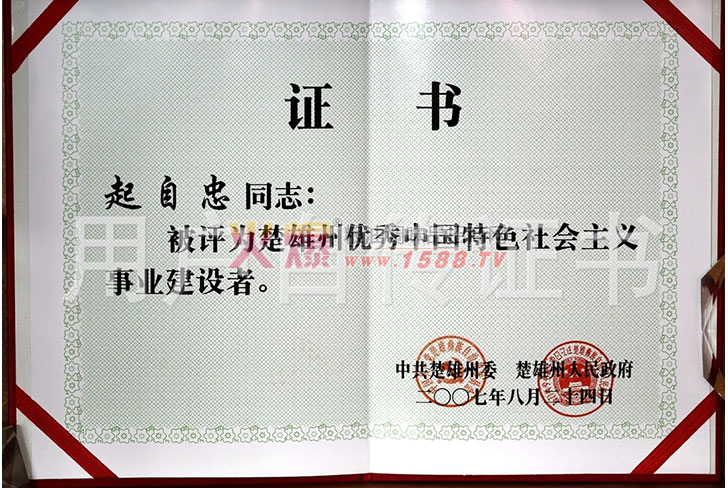 证 书
起自忠同志：
被评为楚雄州优秀中国特色社会主义
事业建设者。
中共楚雄州委 楚雄州人民政府
二〇〇七年八月二十四日
火爆
www.1588.TV